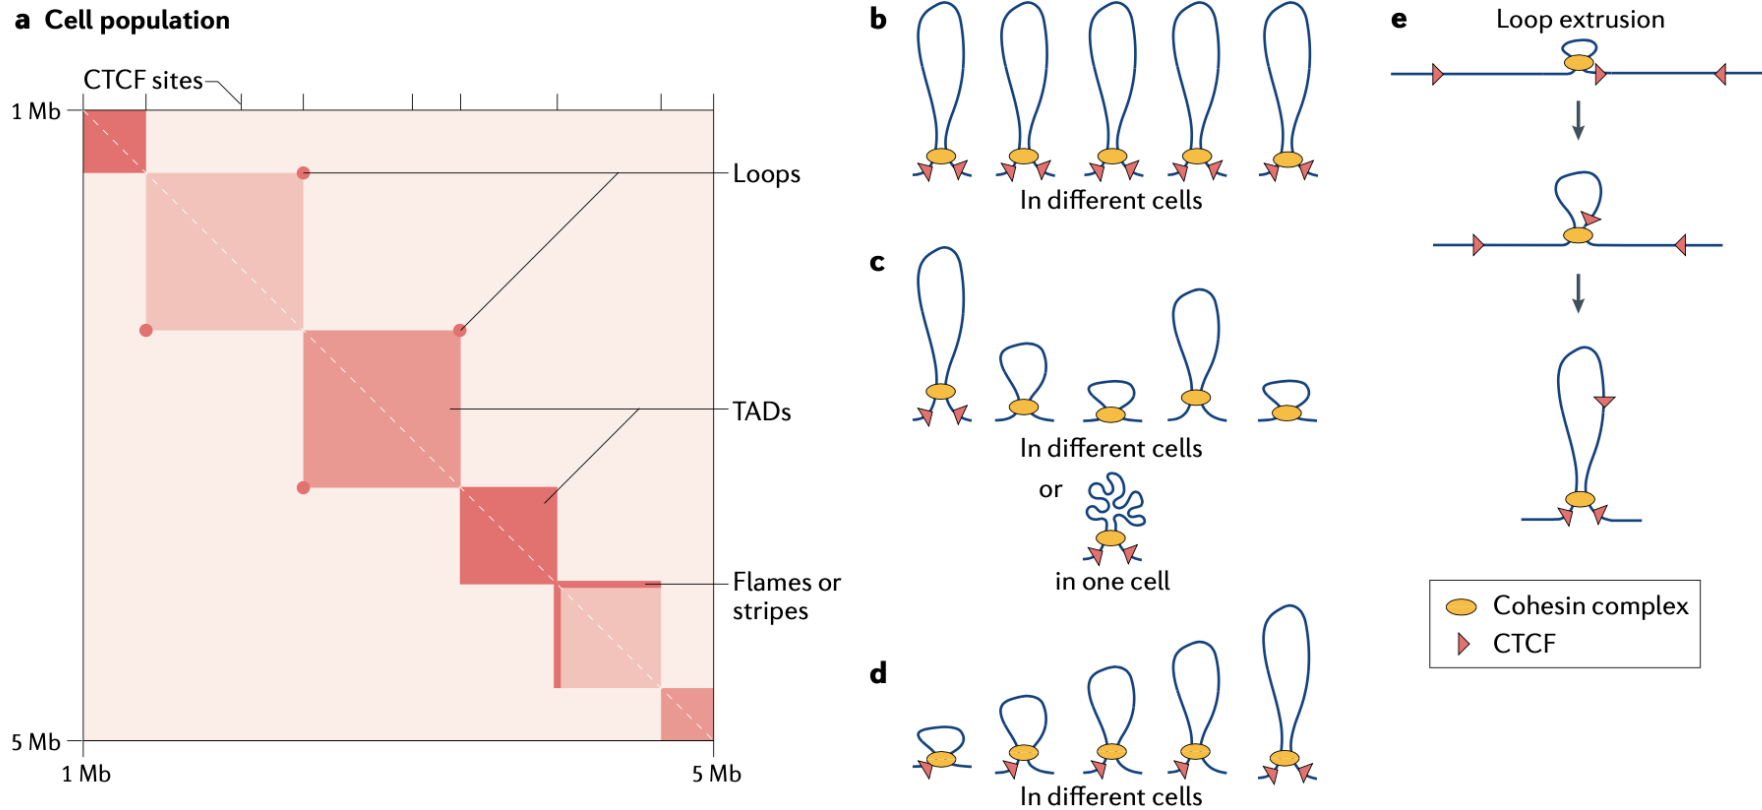 a Cell population
CTCF sites
1 Mb
Loops
TADs
Flames or
stripes
5 Mb
1 Mb
5 Mb
b
In different cells
c
In different cells
or
in one cell
d
In different cells
e
Loop extrusion
Cohesin complex
CTCF